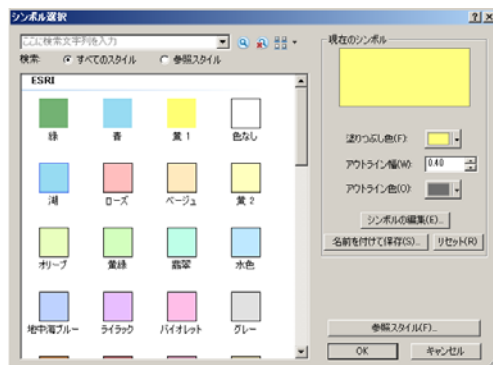 シンボル選択
ここに検索文字列を入力
検索: すべてのスタイル 参照スタイル
ESRI
緑 青 黄 1 色なし
湖 ローズ ベージュ 黄 2
オリーブ 黄緑 翡翠 水色
地中海ブルー ライラック バイオレット グレー
現在のシンボル
塗りつぶし色(F):
アウトライン幅(W): 0.40
アウトライン色(O):
シンボルの編集(E)...
名前を付けて保存(S)... リセット(R)
参照スタイル(F)...
OK キャンセル